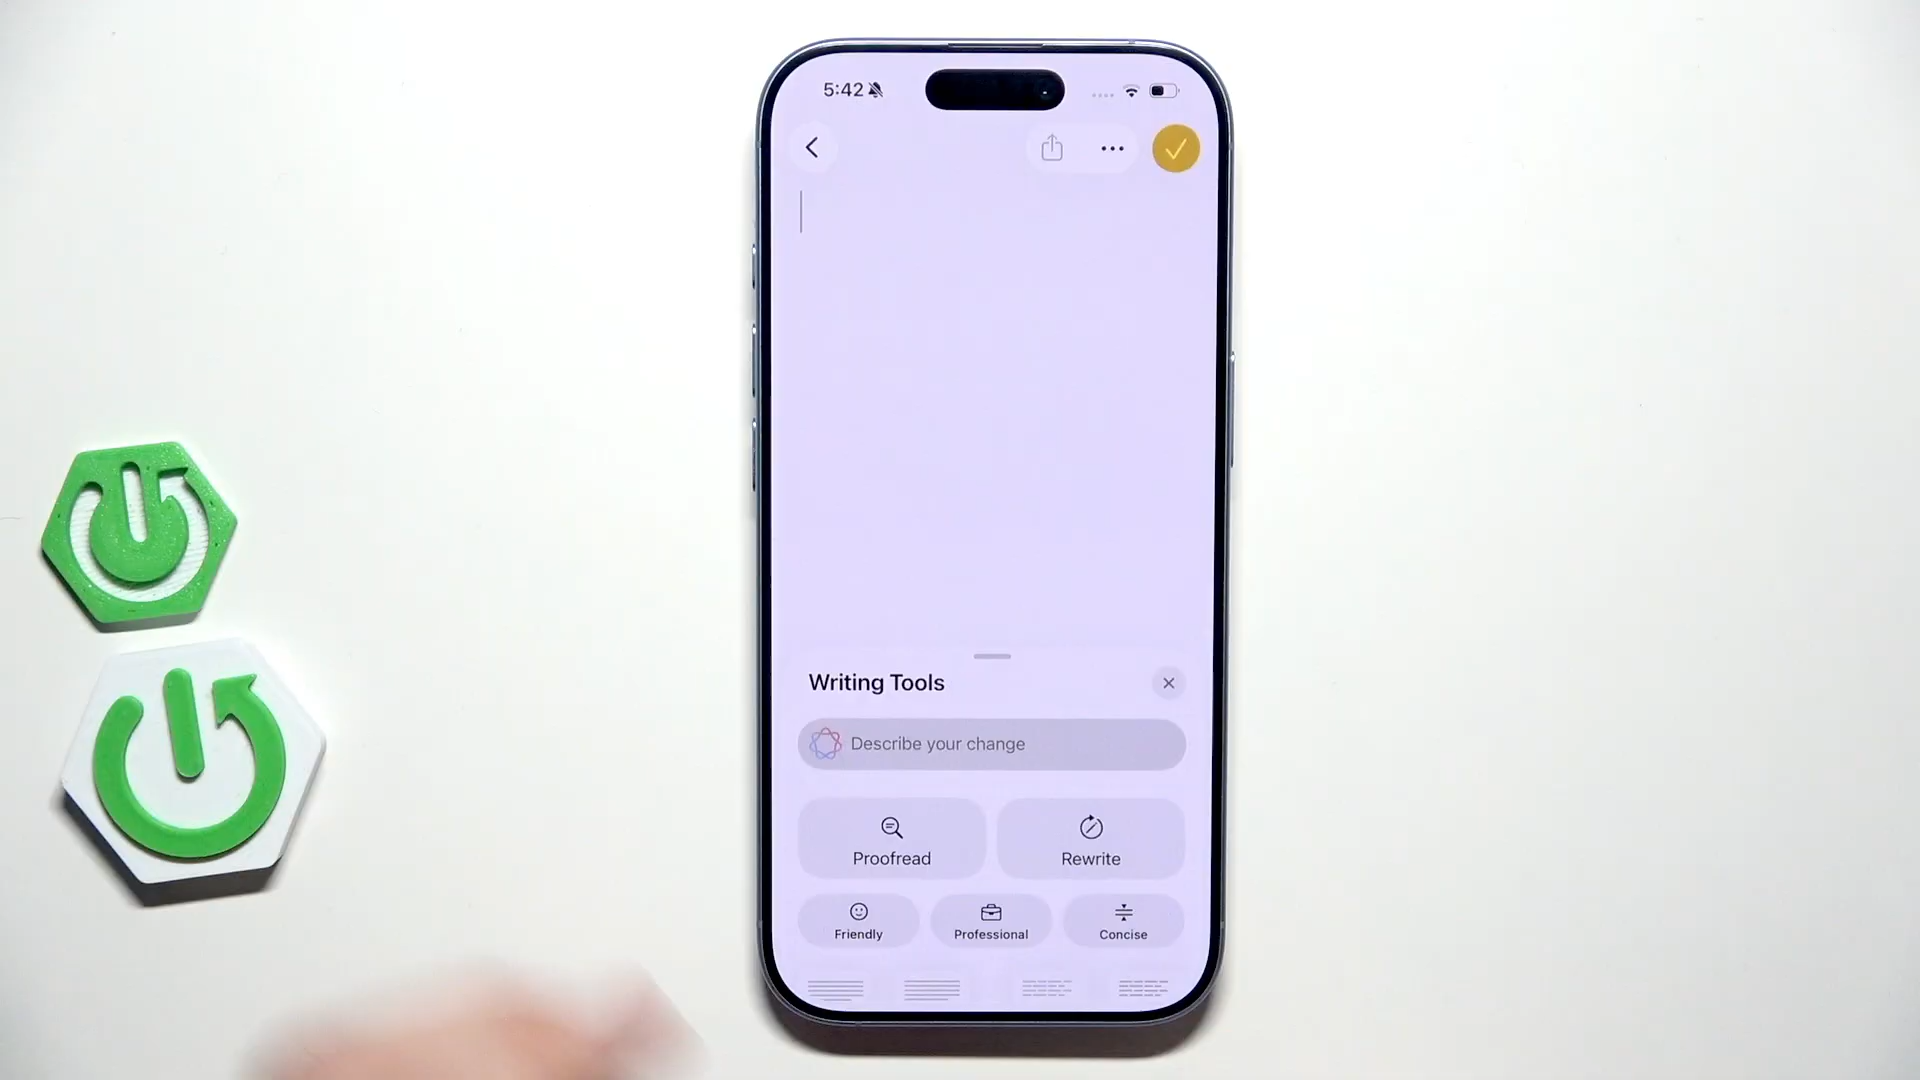 5:42
Writing Tools
Describe your change
Proofread
Rewrite
Friendly
Professional
Concise